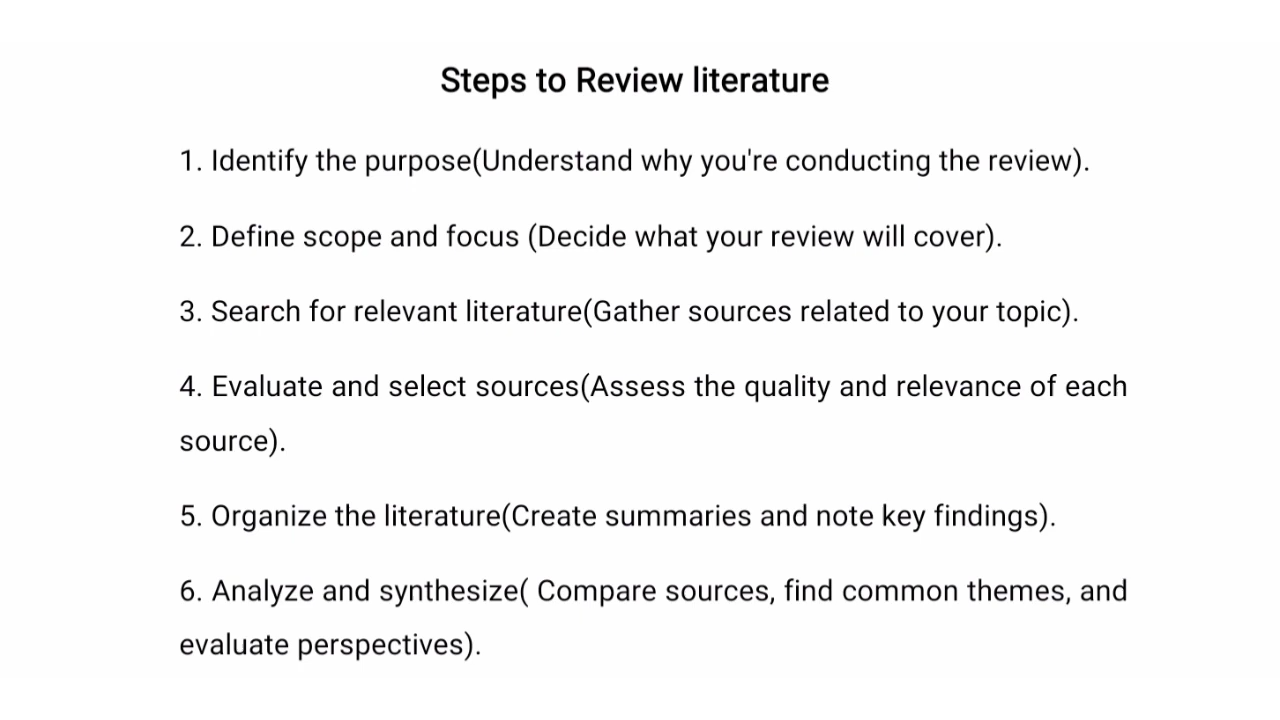 Steps to Review literature
1. Identify the purpose(Understand why you're conducting the review).
2. Define scope and focus (Decide what your review will cover).
3. Search for relevant literature(Gather sources related to your topic).
4. Evaluate and select sources(Assess the quality and relevance of each
source).
5. Organize the literature(Create summaries and note key findings).
6. Analyze and synthesize( Compare sources, find common themes, and
evaluate perspectives).